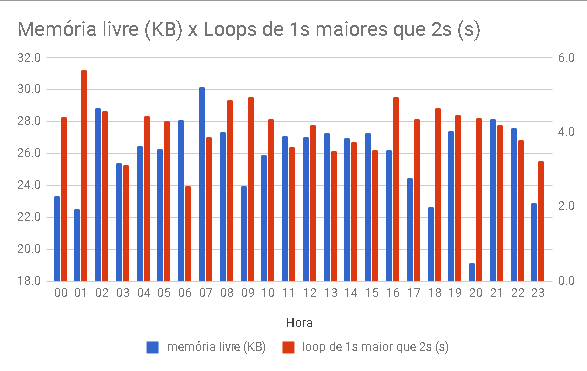 Memória livre (KB) x Loops de 1s maiores que 2s (s)
32.0 6.0
30.0
28.0 4.0
26.0
24.0
22.0 2.0
20.0
18.0 0.0
00 01 02 03 04 05 06 07 08 09 10 11 12 13 14 15 16 17 18 19 20 21 22 23
Hora
memória livre (KB) loop de 1s maior que 2s (s)